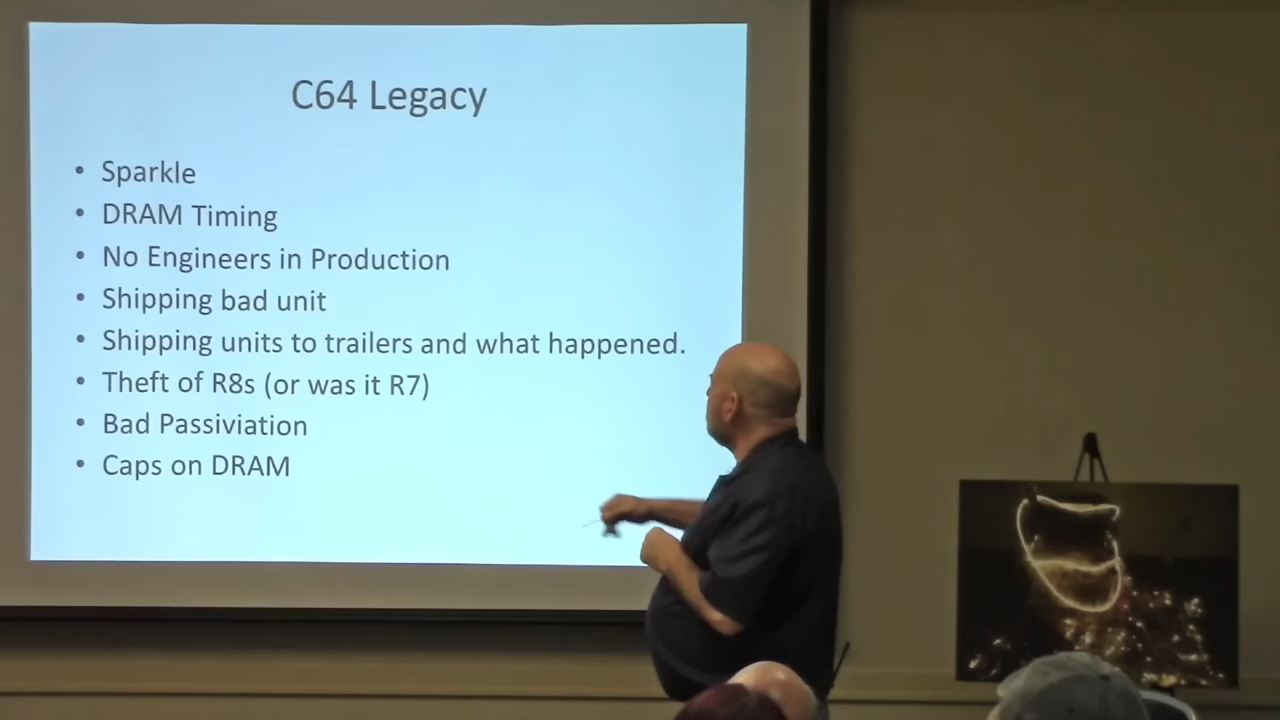 C64 Legacy
• Sparkle
• DRAM Timing
• No Engineers in Production
• Shipping bad unit
• Shipping units to trailers and what happened.
• Theft of R8s (or was it R7)
• Bad Passiviation
• Caps on DRAM